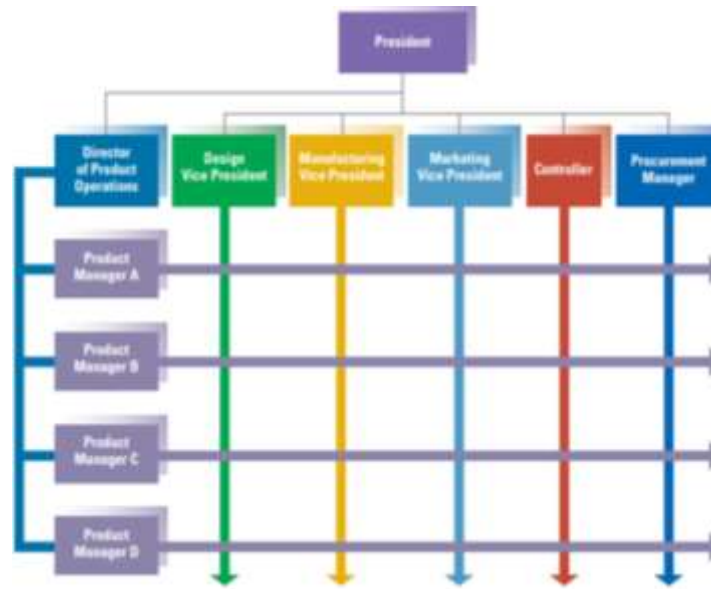 President
Director
of Product
Operations
Design
Vice President
Manufacturing
Vice President
Marketing
Vice President
Controller
Procurement
Manager
Product
Manager A
Product
Manager B
Product
Manager C
Product
Manager D